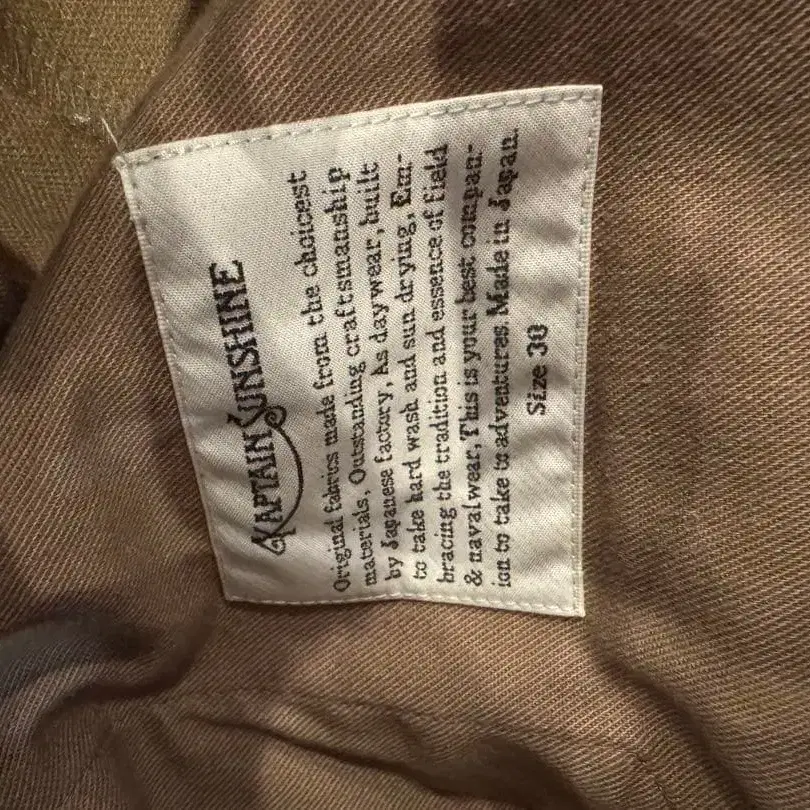 KAPTAIN SUNSHINE
Original fabrics made from the choicest
materials, Outstanding craftsmanship
by Japanese factory, As daywear, built
to take hard wash and sun drying, Em-
bracing the tradition and essence of field
& naval wear, This is your best compan-
ion to take to adventures. Made in Japan.
Size 30